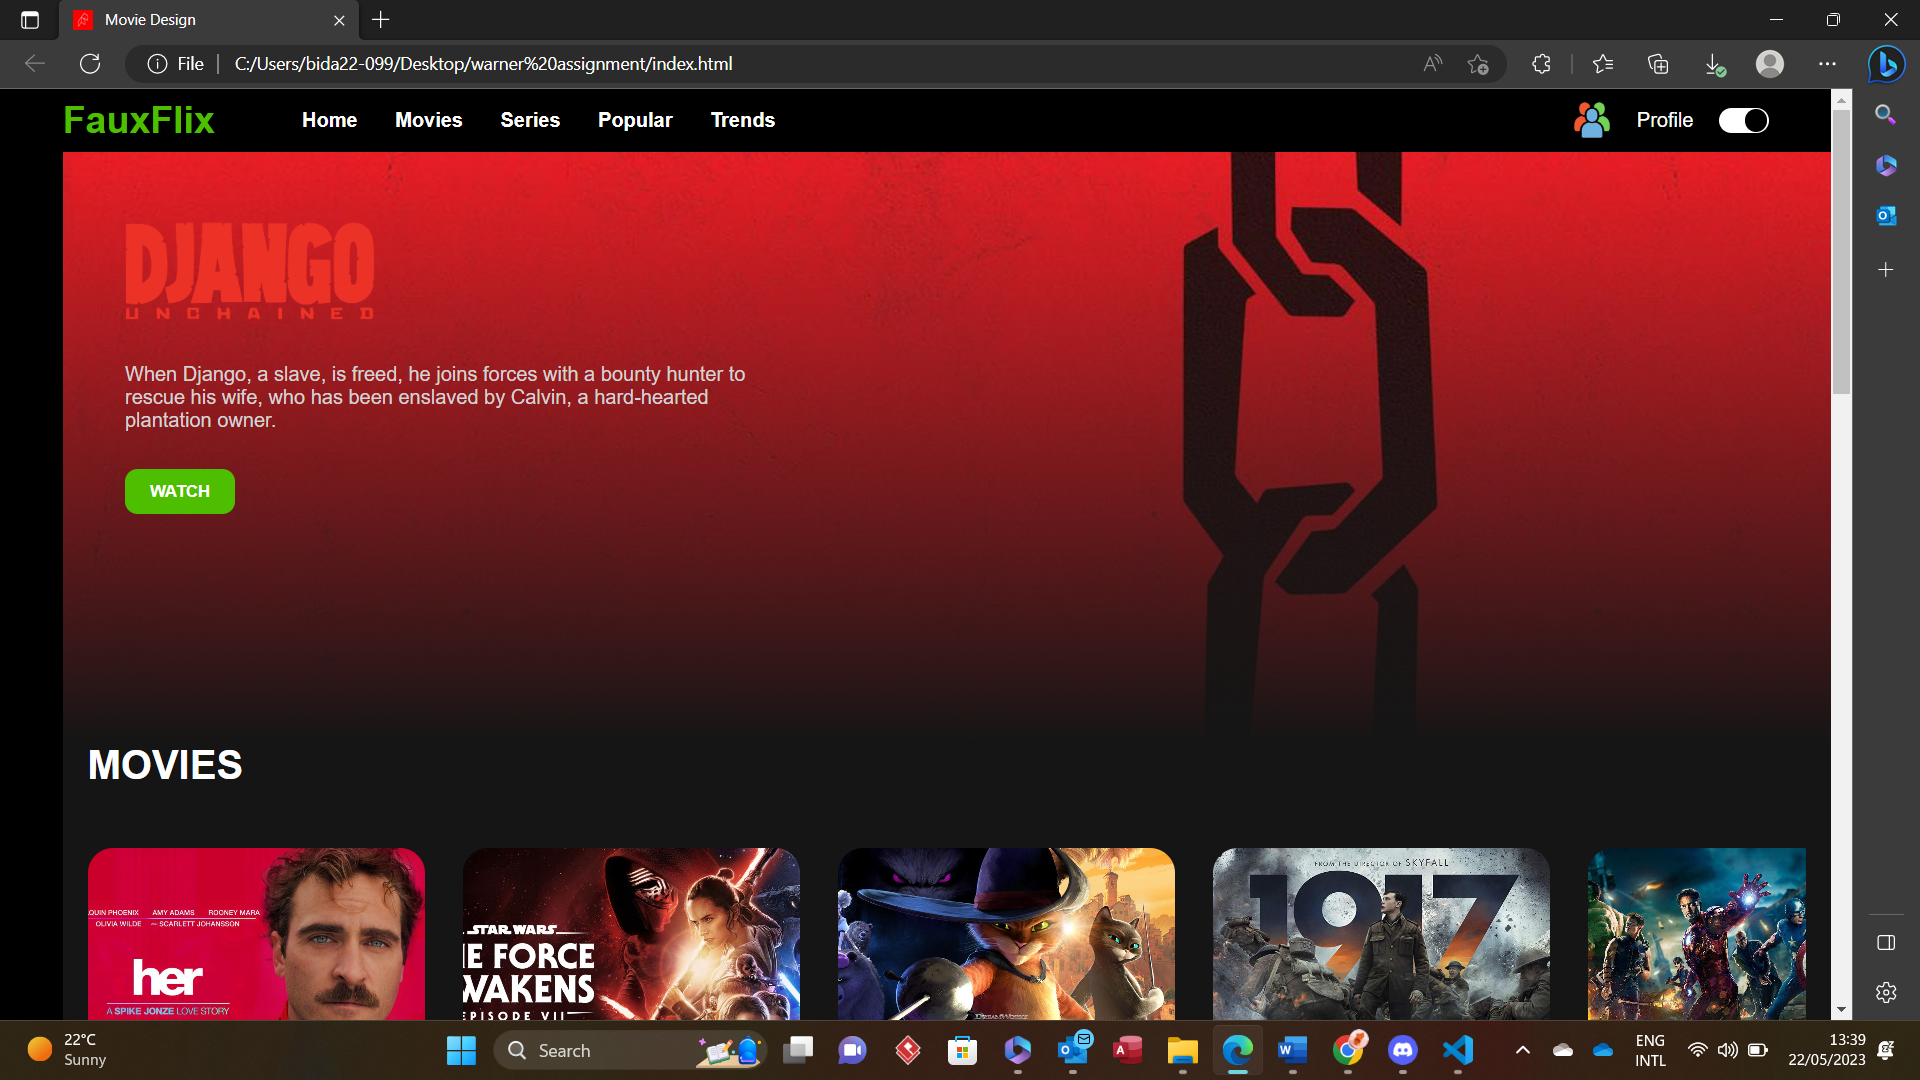 Movie Design
File
C:/Users/bida22-099/Desktop/warner%20assignment/index.html
FauxFlix
Home
Movies
Series
Popular
Trends
Profile
DJANGO
UNCHAINED
When Django, a slave, is freed, he joins forces with a bounty hunter to
rescue his wife, who has been enslaved by Calvin, a hard-hearted
plantation owner.
WATCH
MOVIES
OUIN PHOENIX AMY ADAMS ROONEY MARA
OLIVIA WILDE SCARLETT JOHANSSON
her
A SPIKE JONZE LOVE STORY
STAR WARS
E FORCE
WAKENS
EPISODE VII
DREAMWORKS
FROM THE DIRECTOR OF SKYFALL
1917
22°C
Sunny
Search
ENG
INTL
13:39
22/05/2023